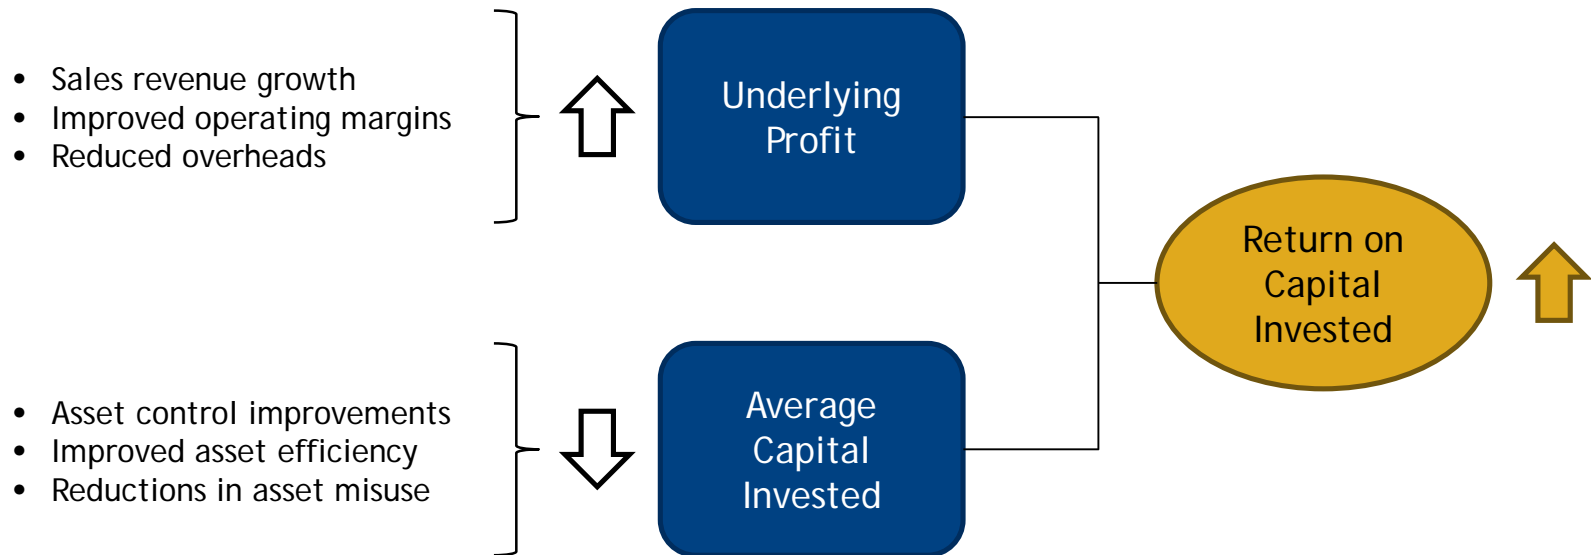 • Sales revenue growth
• Improved operating margins
• Reduced overheads
Underlying
Profit
Return on
Capital
Invested
• Asset control improvements
• Improved asset efficiency
• Reductions in asset misuse
Average
Capital
Invested